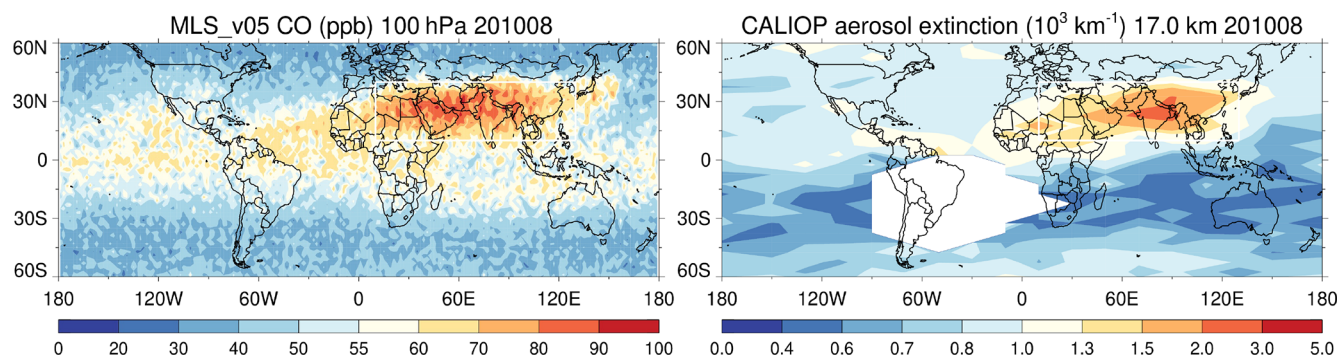 MLS_v05 CO (ppb) 100 hPa 201008
60N
30N
0
30S
60S
180 120W 60W 0 60E 120E 180
0 20 30 40 50 55 60 70 80 90 100
CALIOP aerosol extinction (10³ km⁻¹) 17.0 km 201008
60N
30N
0
30S
60S
180 120W 60W 0 60E 120E 180
0.0 0.4 0.6 0.7 0.8 1.0 1.3 1.5 2.0 3.0 5.0